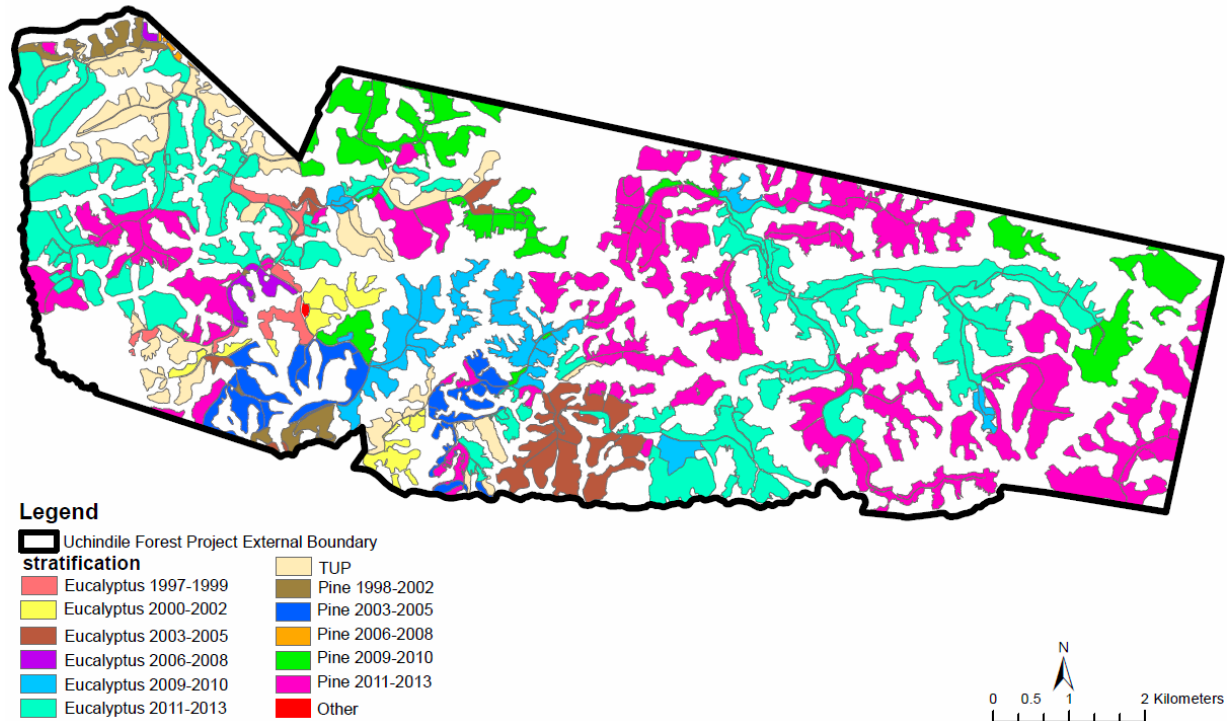 Legend
Uchindile Forest Project External Boundary
stratification
Eucalyptus 1997-1999
Eucalyptus 2000-2002
Eucalyptus 2003-2005
Eucalyptus 2006-2008
Eucalyptus 2009-2010
Eucalyptus 2011-2013
TUP
Pine 1998-2002
Pine 2003-2005
Pine 2006-2008
Pine 2009-2010
Pine 2011-2013
Other
N
0 0.5 1 2 Kilometers